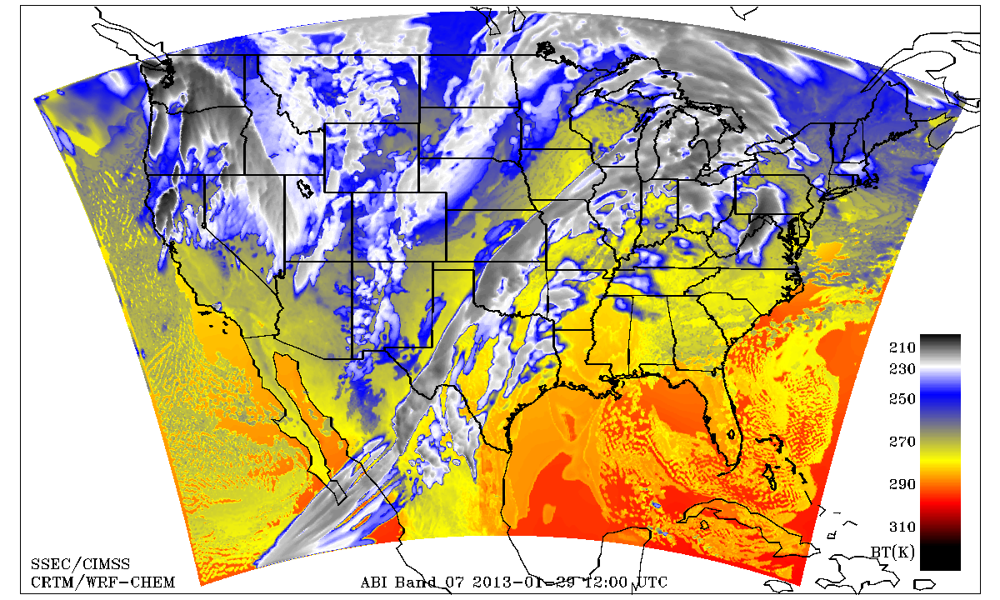 210
230
250
270
290
310
BT(K)
SSEC/CIMSS
CRTM/WRF-CHEM
ABI Band 07 2013-01-29 12:00 UTC